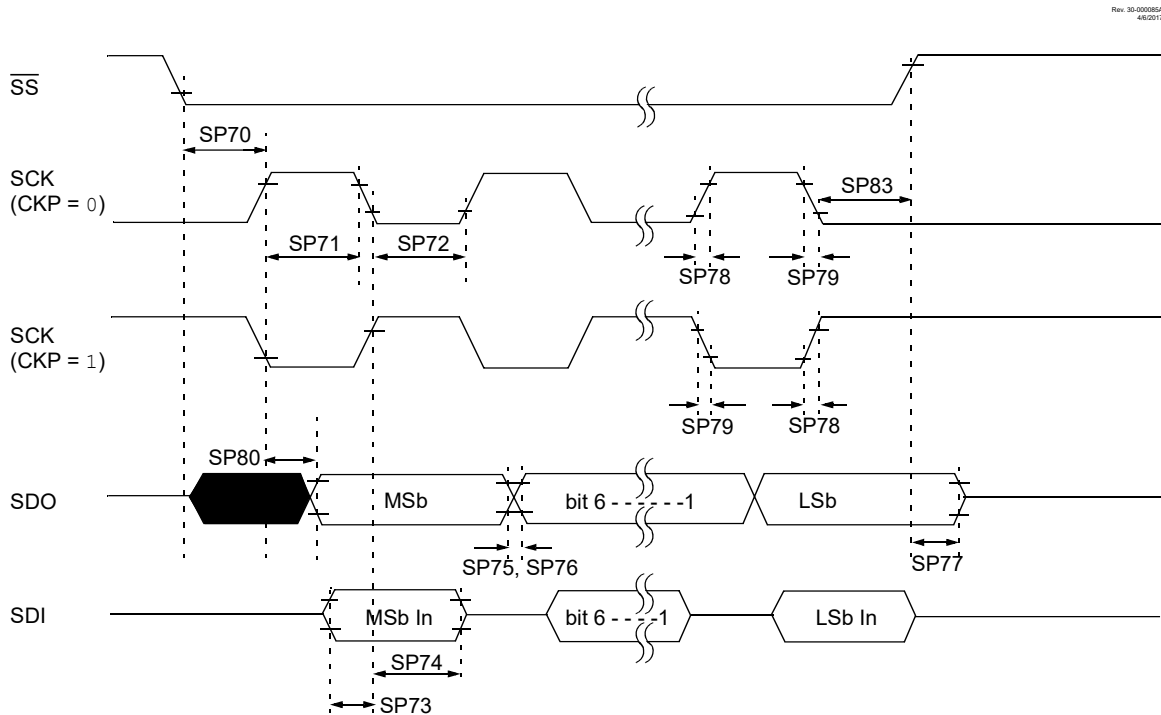 Rev. 30-000085A
4/6/2017
SS
SP70
SCK
(CKP = 0)
SP83
SP71
SP72
SP78
SP79
SCK
(CKP = 1)
SP79
SP78
SP80
SDO
MSb
bit 6 - - - - - -1
LSb
SP75, SP76
SP77
SDI
MSb In
bit 6 - - - -1
LSb In
SP74
SP73